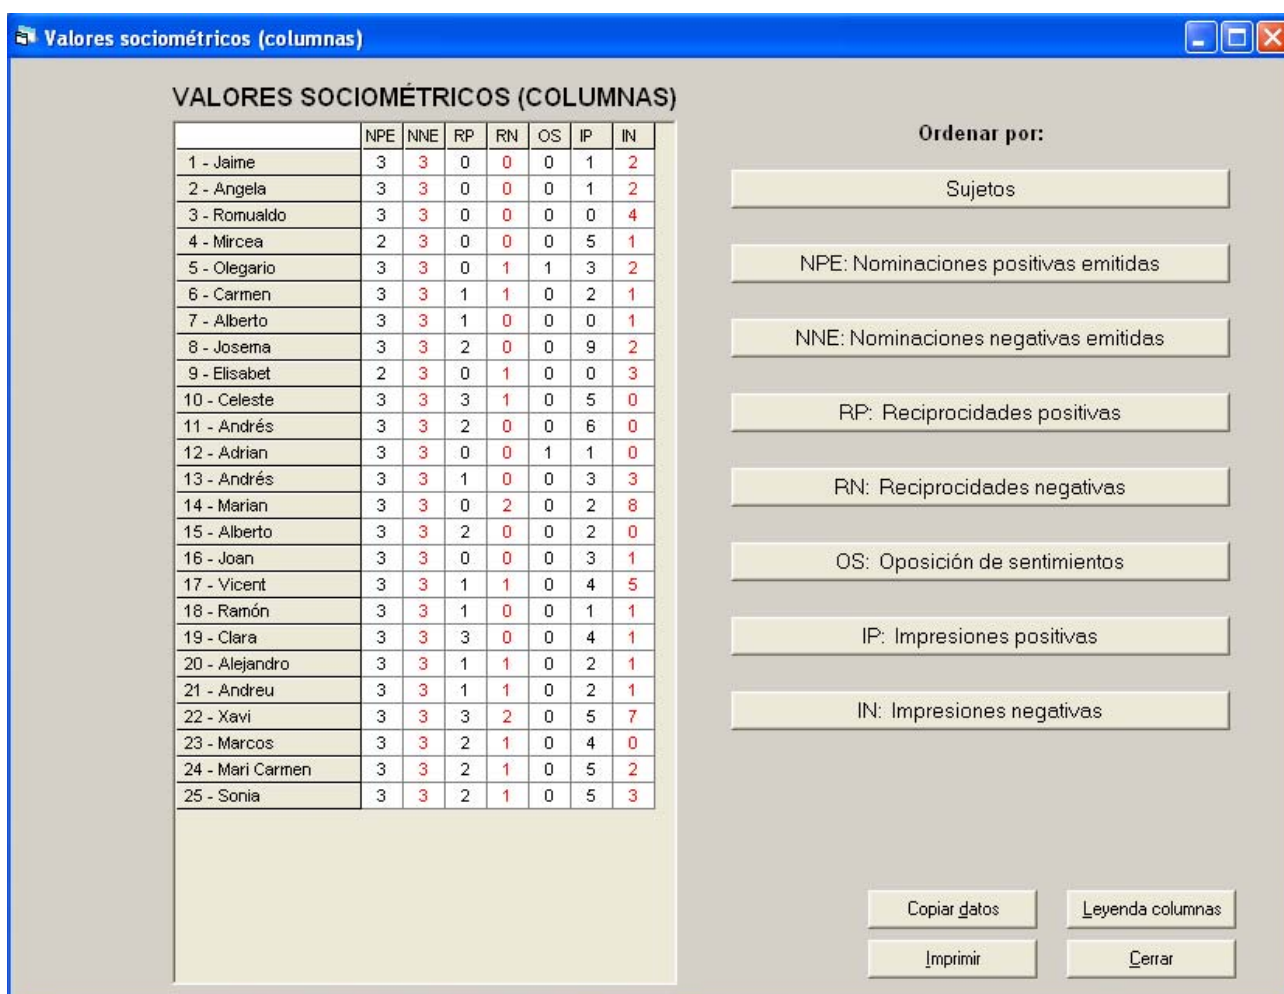 Valores sociométricos (columnas)
VALORES SOCIOMÉTRICOS (COLUMNAS)
NPE NNE RP RN OS IP IN
1 - Jaime 3 3 0 0 0 1 2
2 - Angela 3 3 0 0 0 1 2
3 - Romualdo 3 3 0 0 0 0 4
4 - Mircea 2 3 0 0 0 5 1
5 - Olegario 3 3 0 1 1 3 2
6 - Carmen 3 3 1 1 0 2 1
7 - Alberto 3 3 1 0 0 0 1
8 - Josema 3 3 2 0 0 9 2
9 - Elisabet 2 3 0 1 0 0 3
10 - Celeste 3 3 3 1 0 5 0
11 - Andrés 3 3 2 0 0 6 0
12 - Adrian 3 3 0 0 1 1 0
13 - Andrés 3 3 1 0 0 3 3
14 - Marian 3 3 0 2 0 2 8
15 - Alberto 3 3 2 0 0 2 0
16 - Joan 3 3 0 0 0 3 1
17 - Vicent 3 3 1 1 0 4 5
18 - Ramón 3 3 1 0 0 1 1
19 - Clara 3 3 3 0 0 4 1
20 - Alejandro 3 3 1 1 0 2 1
21 - Andreu 3 3 1 1 0 2 1
22 - Xavi 3 3 3 2 0 5 7
23 - Marcos 3 3 2 1 0 4 0
24 - Mari Carmen 3 3 2 1 0 5 2
25 - Sonia 3 3 2 1 0 5 3
Ordenar por:
Sujetos
NPE: Nominaciones positivas emitidas
NNE: Nominaciones negativas emitidas
RP: Reciprocidades positivas
RN: Reciprocidades negativas
OS: Oposición de sentimientos
IP: Impresiones positivas
IN: Impresiones negativas
Copiar datos
Leyenda columnas
Imprimir
Cerrar